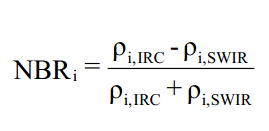 NBRᵢ = (ρᵢ,IRC - ρᵢ,SWIR) / (ρᵢ,IRC + ρᵢ,SWIR)